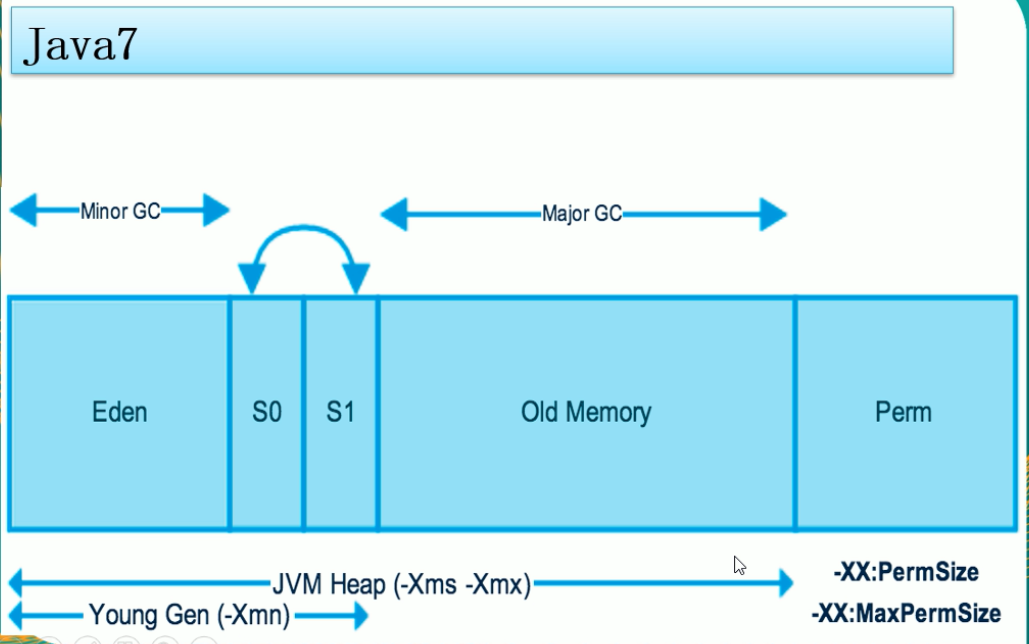 Java7
Minor GC
Major GC
Eden
S0
S1
Old Memory
Perm
JVM Heap (-Xms -Xmx)
-XX:PermSize
Young Gen (-Xmn)
-XX:MaxPermSize